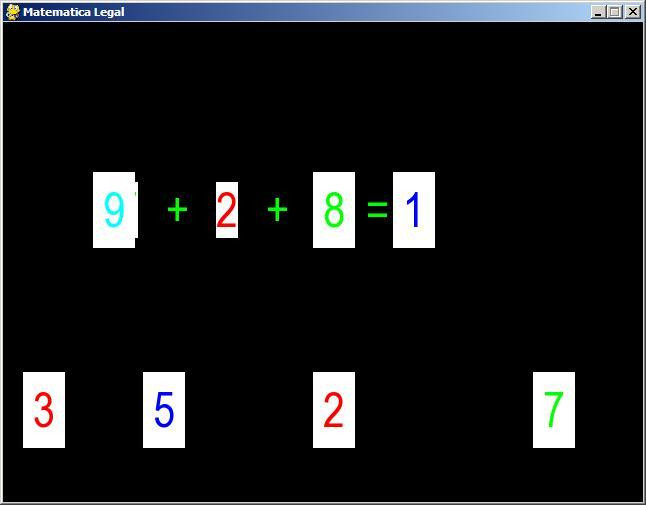 Matematica Legal
9 + 2 + 8 = 1
3 5 2 7